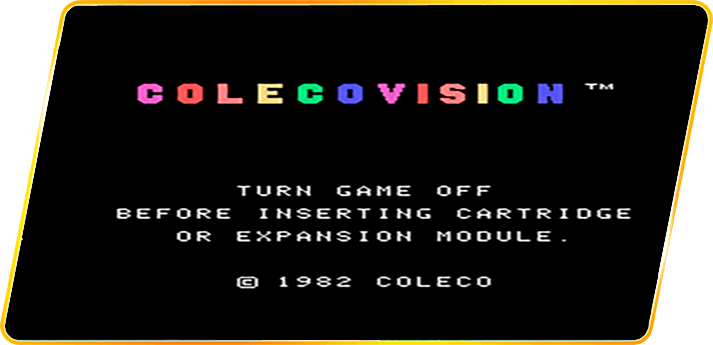 COLECOVISION ™
TURN GAME OFF
BEFORE INSERTING CARTRIDGE
OR EXPANSION MODULE.
© 1982 COLECO